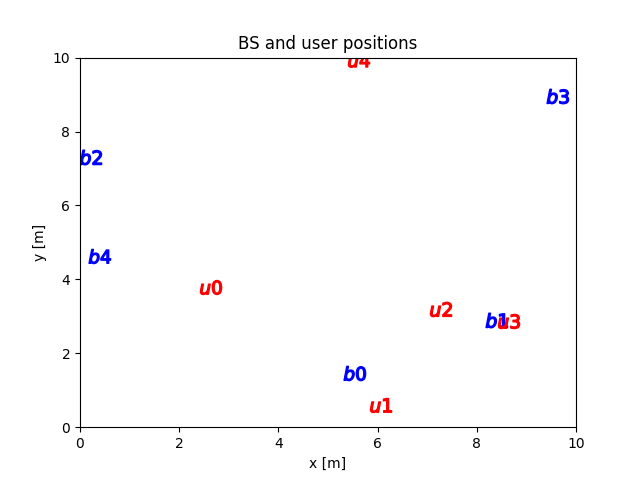 BS and user positions
10
u4
b3
8
b2
y [m]
6
b4
4
u0
u2
b1
u3
2
b0
u1
0
0 2 4 6 8 10
x [m]